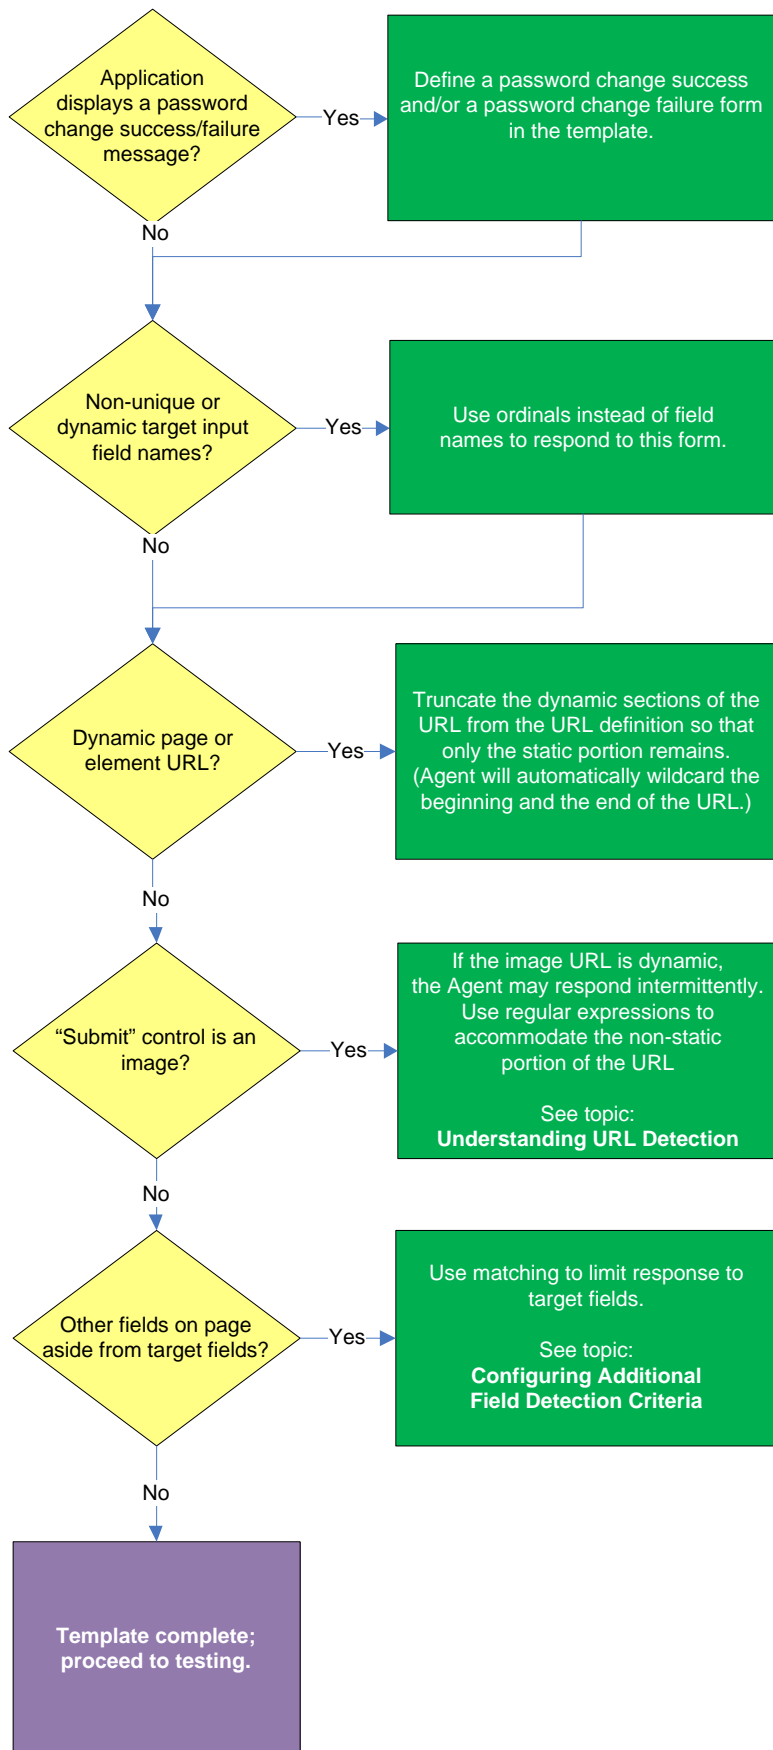 Application
displays a password
change success/failure
message?
Yes
Define a password change success
and/or a password change failure form
in the template.
No
Non-unique or
dynamic target input
field names?
Yes
Use ordinals instead of field
names to respond to this form.
No
Dynamic page or
element URL?
Yes
Truncate the dynamic sections of the
URL from the URL definition so that
only the static portion remains.
(Agent will automatically wildcard the
beginning and the end of the URL.)
No
“Submit” control is an
image?
Yes
If the image URL is dynamic,
the Agent may respond intermittently.
Use regular expressions to
accommodate the non-static
portion of the URL
See topic:
Understanding URL Detection
No
Other fields on page
aside from target fields?
Yes
Use matching to limit response to
target fields.
See topic:
Configuring Additional
Field Detection Criteria
No
Template complete;
proceed to testing.